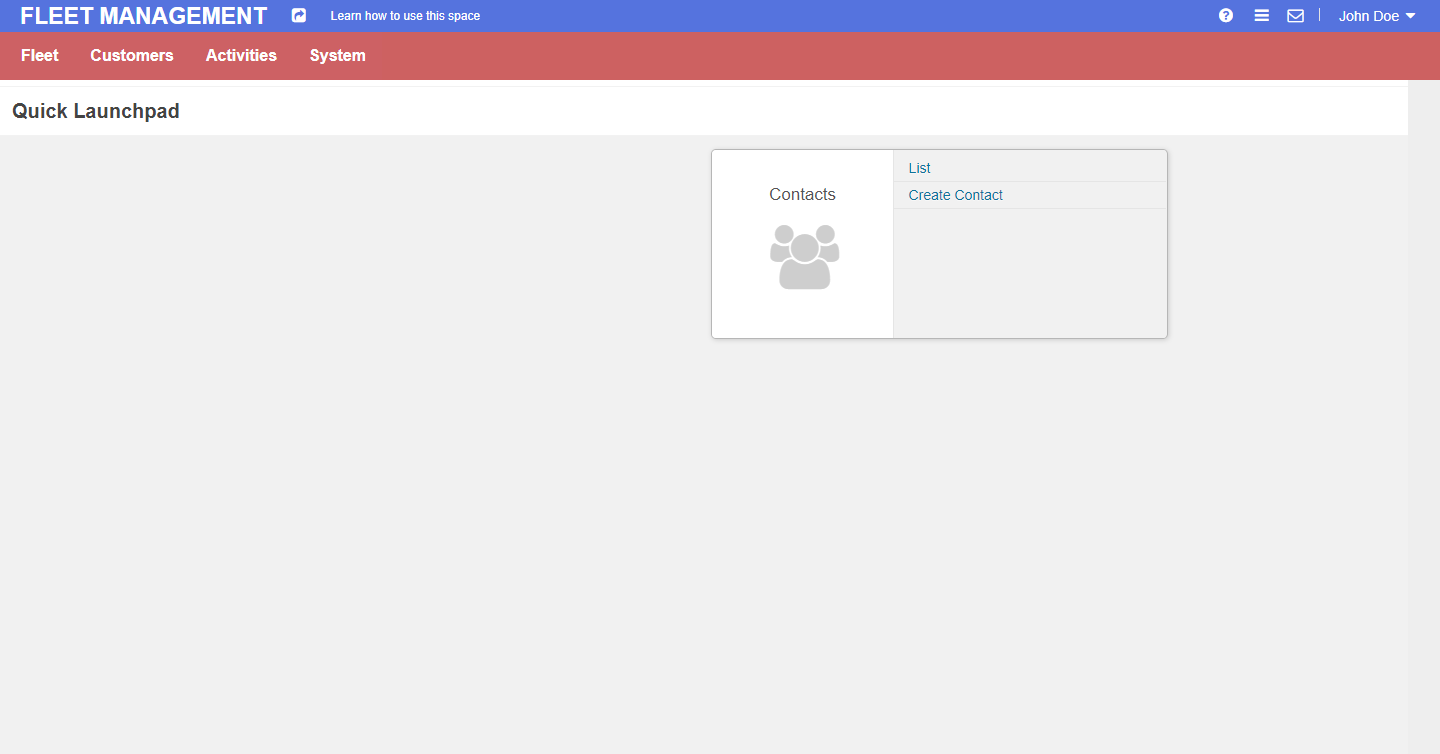 FLEET MANAGEMENT Learn how to use this space John Doe
Fleet Customers Activities System
Quick Launchpad
Contacts
List
Create Contact